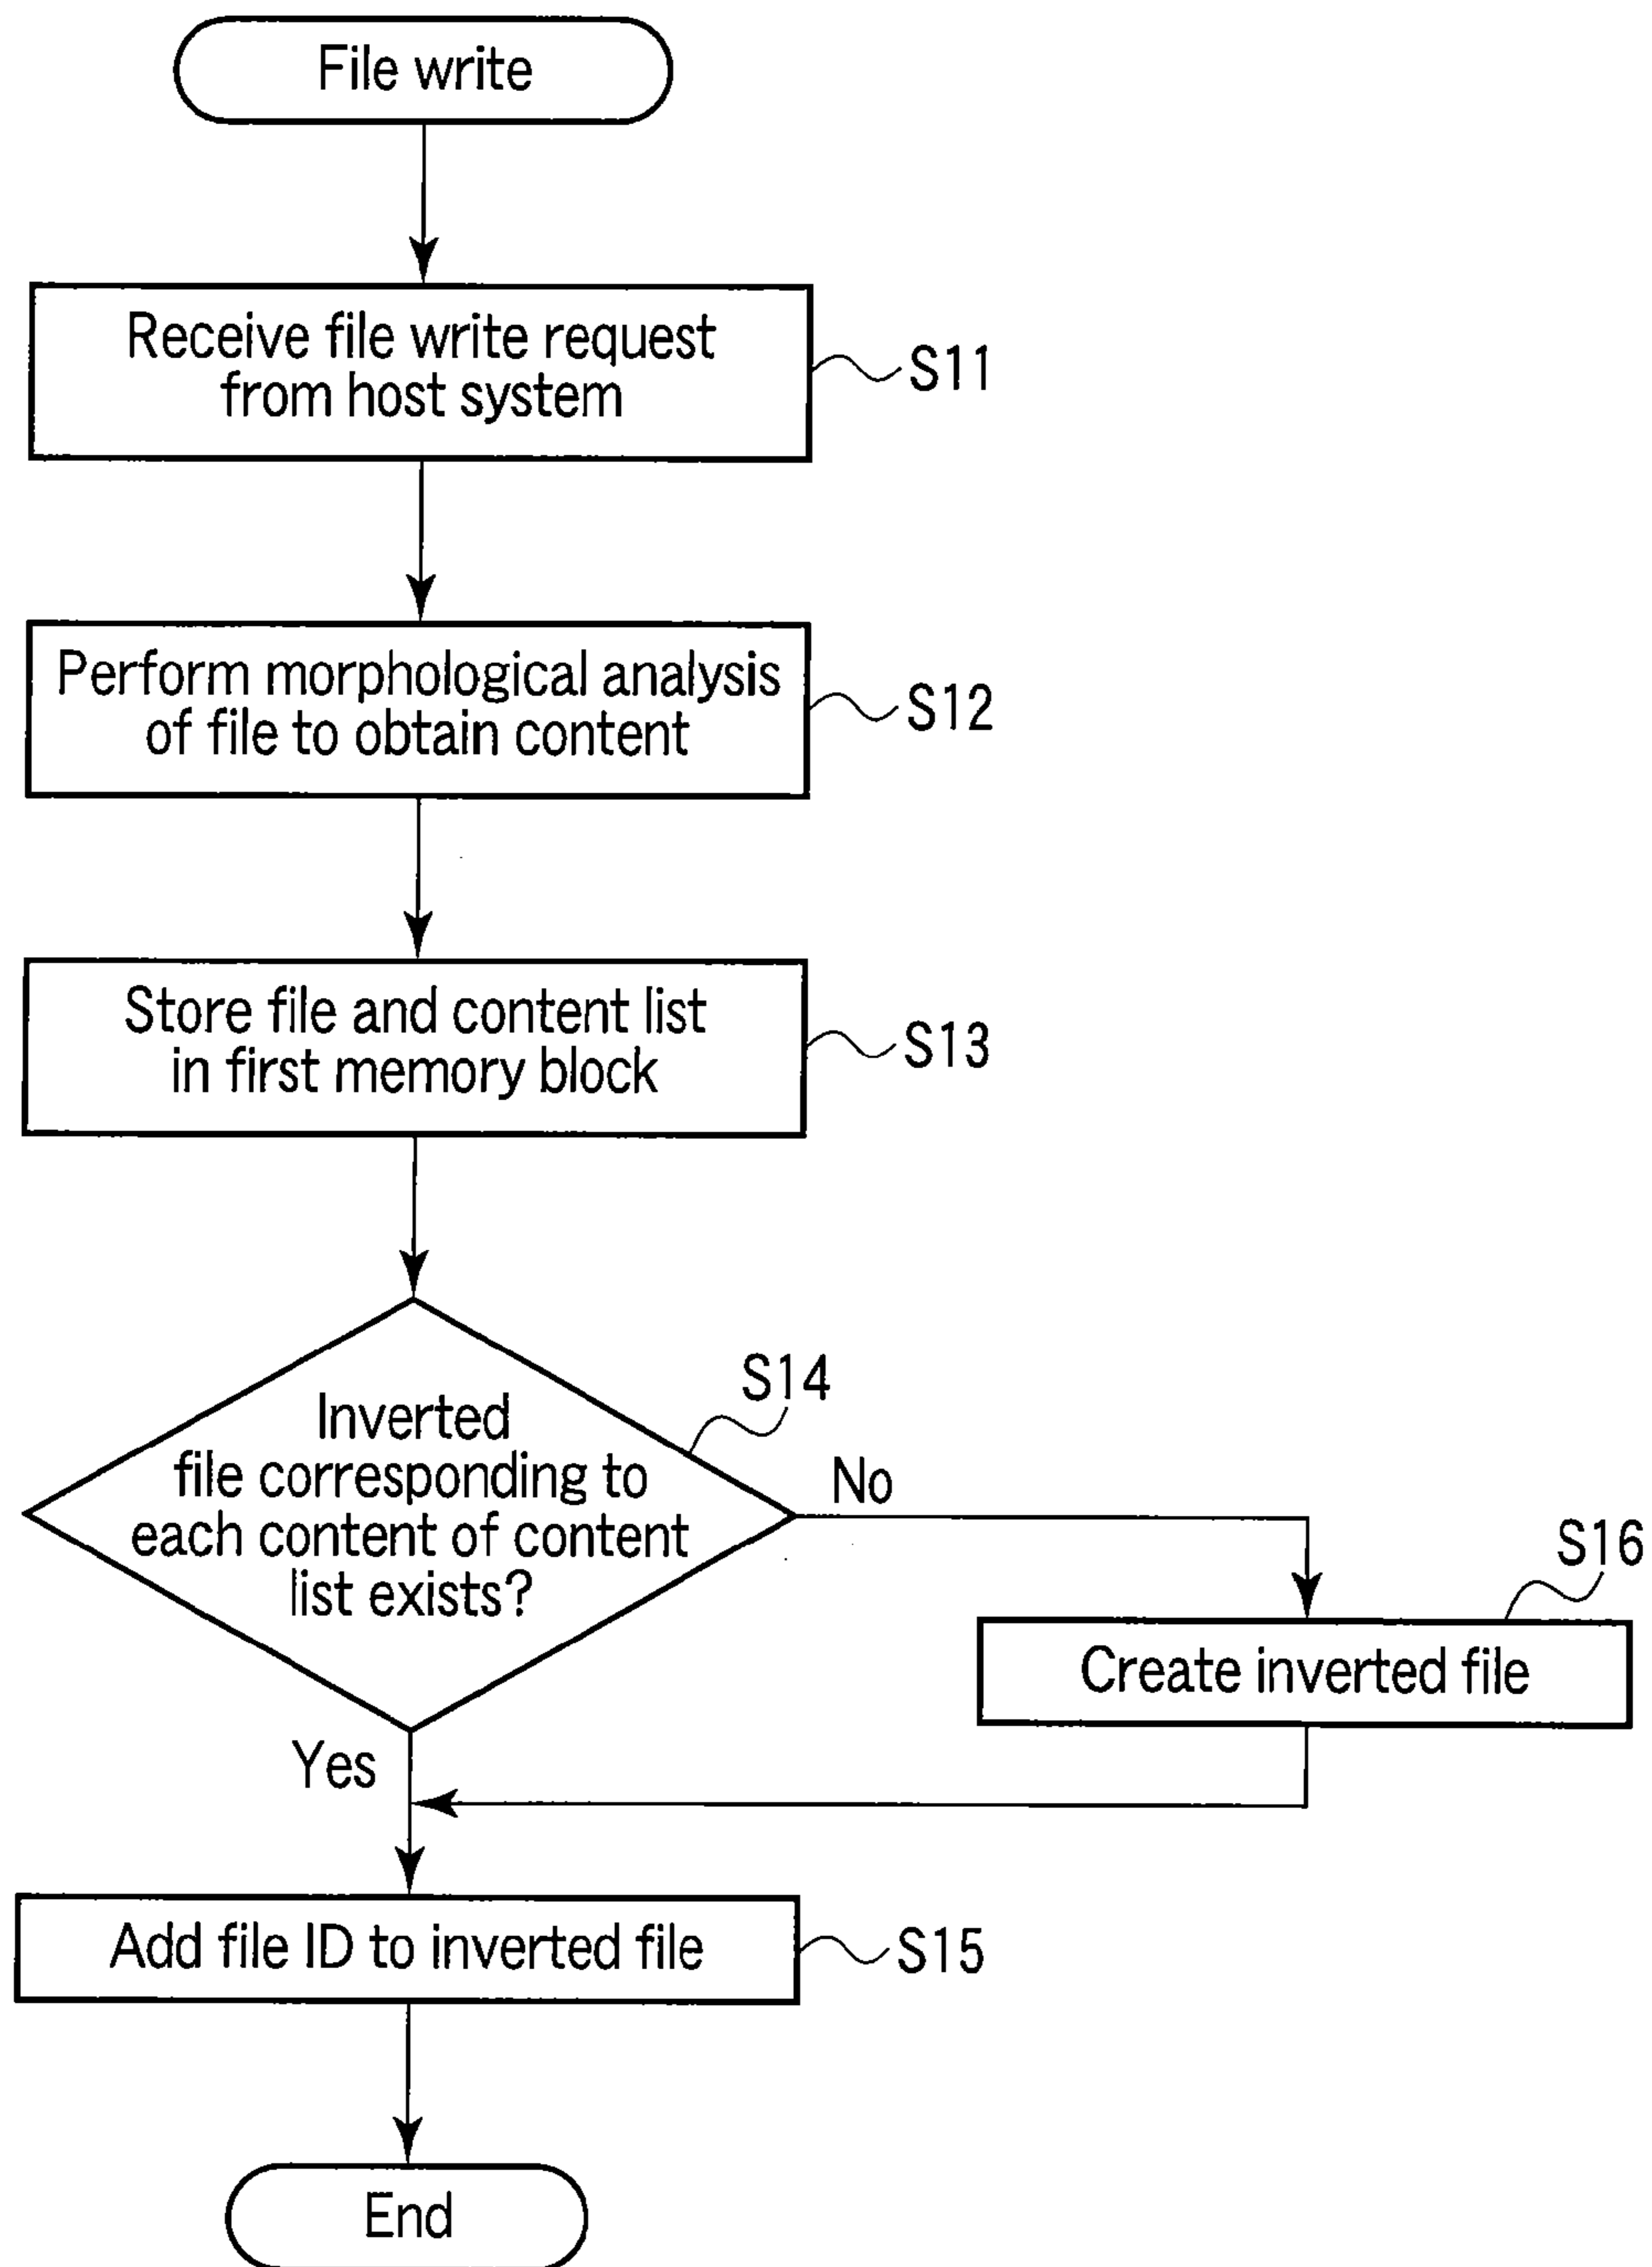 File write
Receive file write request
from host system
S11
Perform morphological analysis
of file to obtain content
S12
Store file and content list
in first memory block
S13
S14
Inverted
file corresponding to
each content of content
list exists?
No
S16
Create inverted file
Yes
Add file ID to inverted file
S15
End